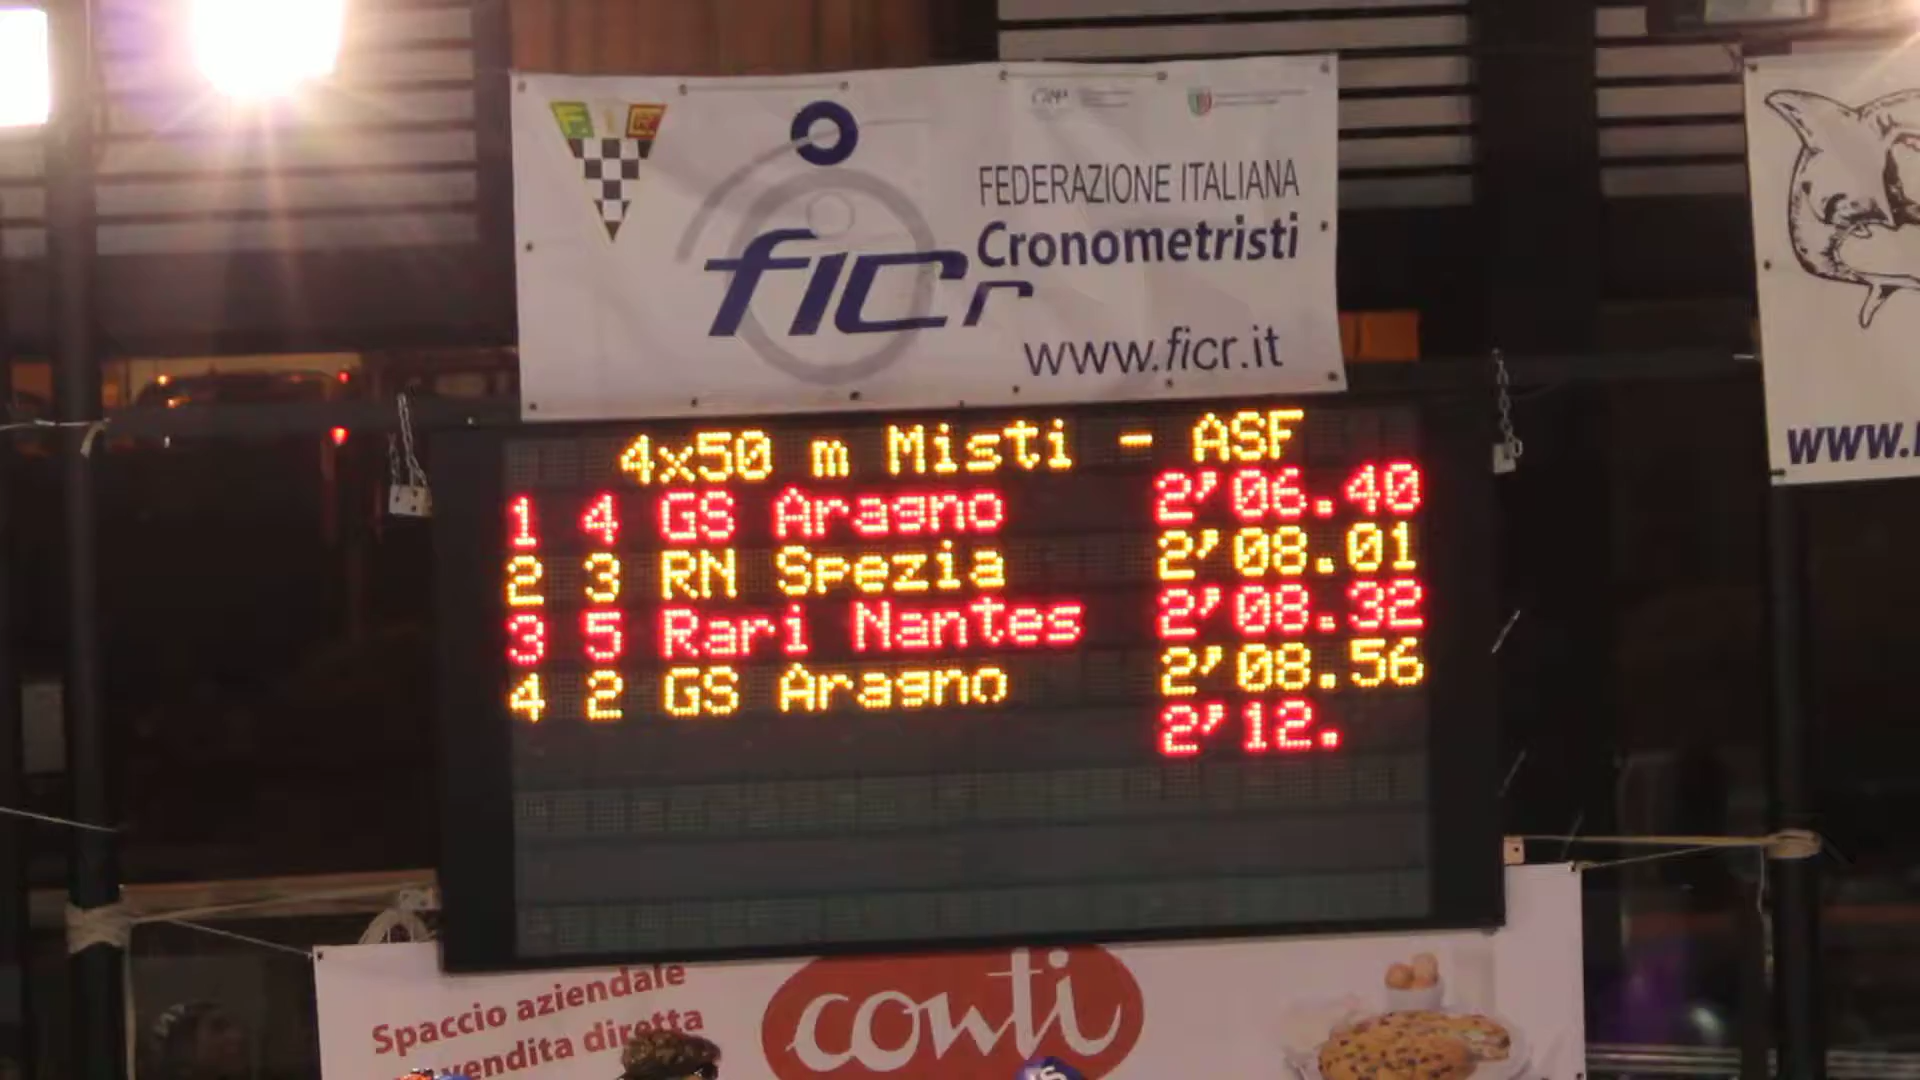 FEDERAZIONE ITALIANA
Cronometristi
ficr
www.ficr.it
www.
4x50 m Misti - ASF
1 4 GS Aragno 2'06.40
2 3 RN Spezia 2'08.01
3 5 Rari Nantes 2'08.32
4 2 GS Aragno 2'08.56
2'12.
Spaccio aziendale
vendita diretta
conti